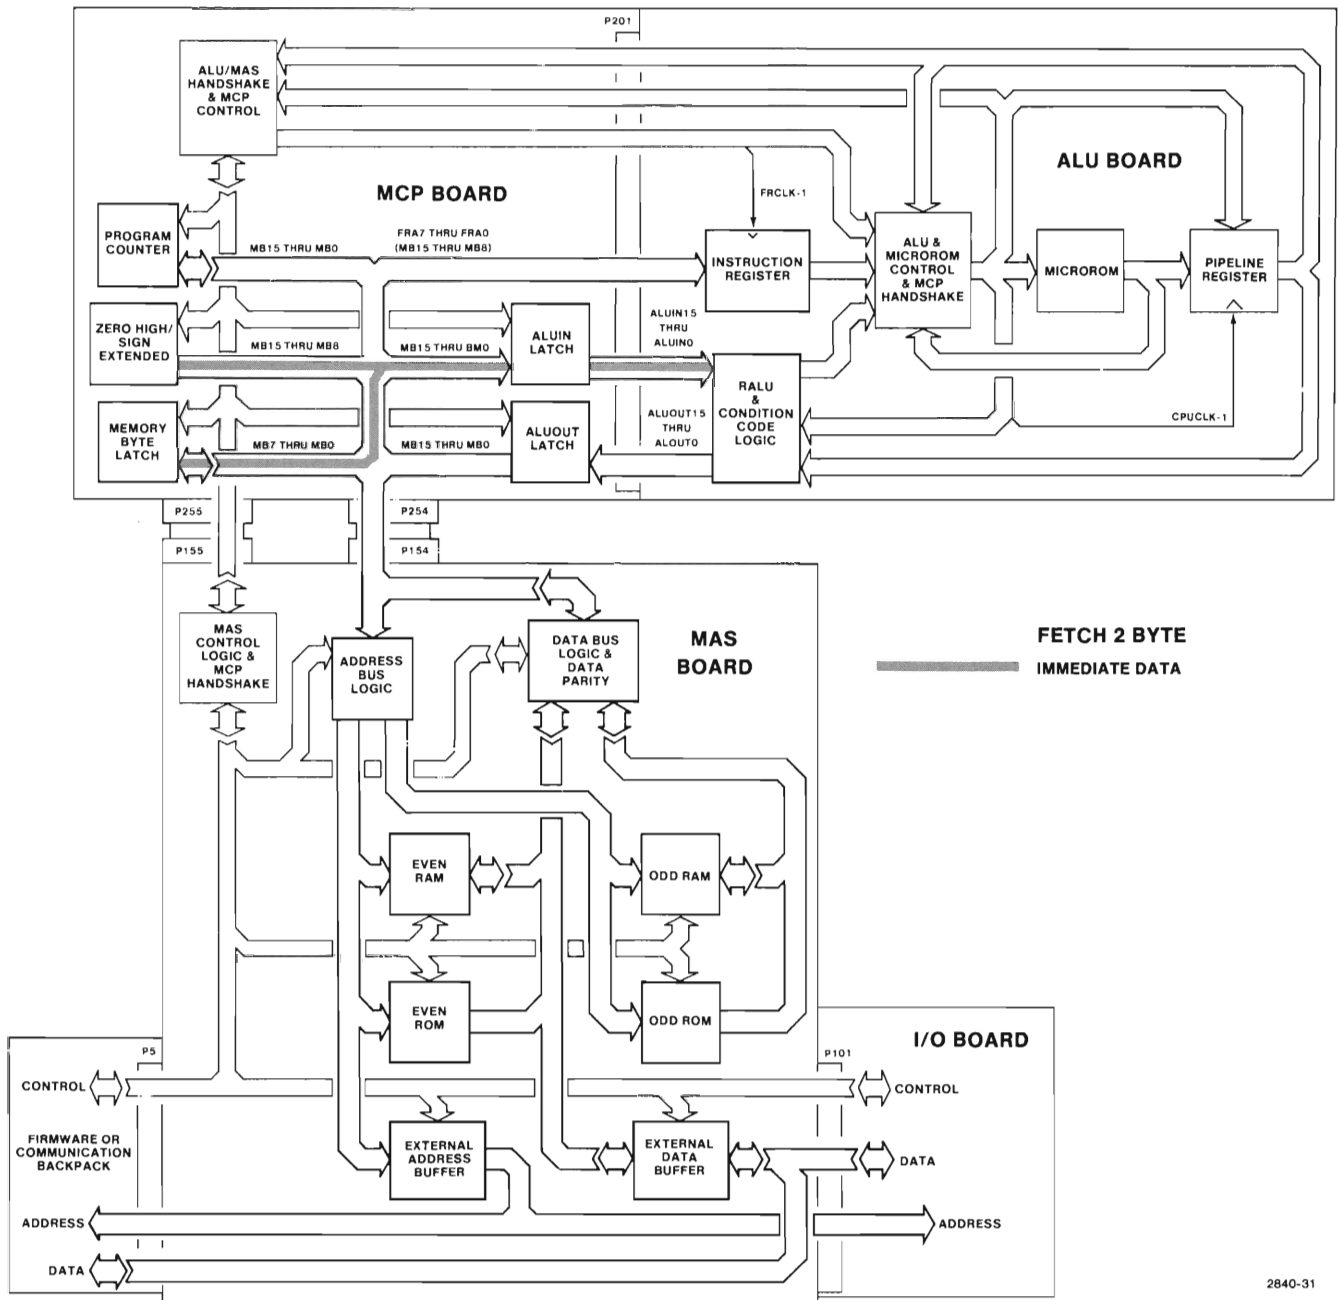 P201
ALU/MAS
HANDSHAKE
& MCP
CONTROL
MCP BOARD
ALU BOARD
FRCLK-1
PROGRAM
COUNTER
MB15 THRU MB0
FRA7 THRU FRA0
(MB15 THRU MB8)
INSTRUCTION
REGISTER
ALU &
MICROROM
CONTROL
& MCP
HANDSHAKE
MICROROM
PIPELINE
REGISTER
ZERO HIGH/
SIGN
EXTENDED
MB15 THRU MB8
MB15 THRU BM0
ALUIN
LATCH
ALUIN15
THRU
ALUIN0
MEMORY
BYTE
LATCH
MB7 THRU MB0
MB15 THRU MB0
ALUOUT
LATCH
ALUOUT15
THRU
ALOUT0
RALU
&
CONDITION
CODE
LOGIC
CPUCLK-1
P255
P254
P155
P154
MAS
CONTROL
LOGIC &
MCP
HANDSHAKE
ADDRESS
BUS
LOGIC
DATA BUS
LOGIC &
DATA
PARITY
MAS
BOARD
FETCH 2 BYTE
IMMEDIATE DATA
EVEN
RAM
ODD RAM
EVEN
ROM
ODD ROM
I/O BOARD
P5
P101
CONTROL
CONTROL
FIRMWARE OR
COMMUNICATION
BACKPACK
EXTERNAL
ADDRESS
BUFFER
EXTERNAL
DATA
BUFFER
DATA
ADDRESS
ADDRESS
DATA
2840-31